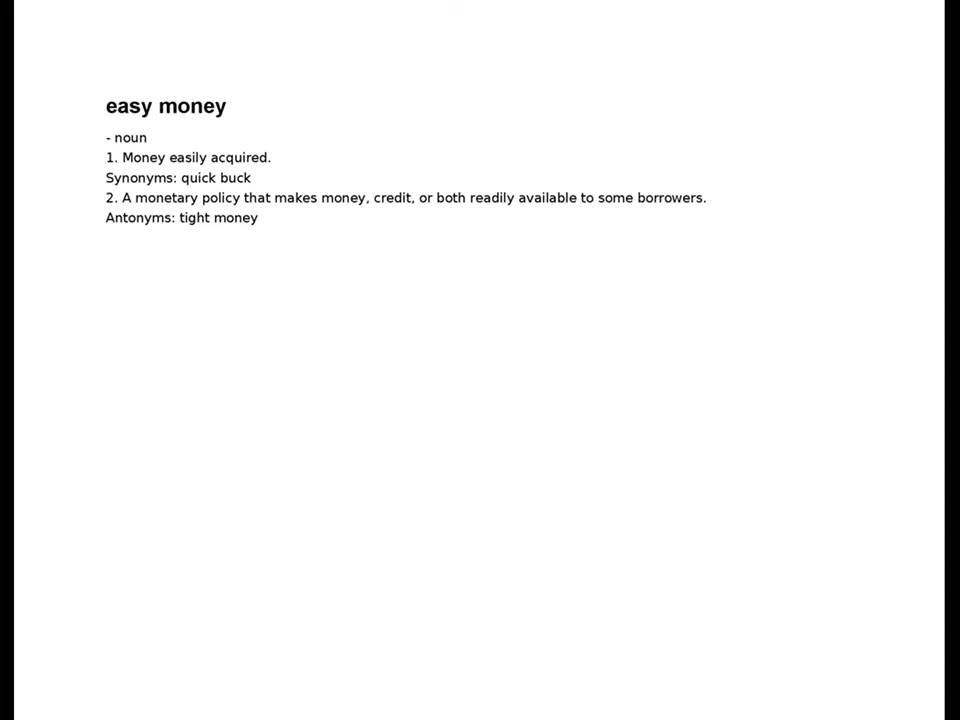 easy money
- noun
1. Money easily acquired.
Synonyms: quick buck
2. A monetary policy that makes money, credit, or both readily available to some borrowers.
Antonyms: tight money